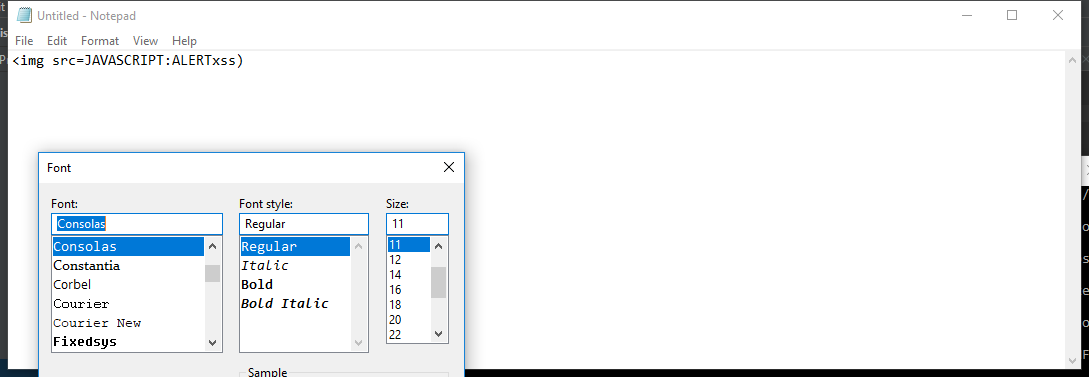 Untitled - Notepad
File Edit Format View Help
<img src=JAVASCRIPT:ALERTxss)
Font
Font: Font style: Size:
Consolas Regular 11
Consolas Regular 11
Constantia Italic 12
Corbel Bold 14
Courier Bold Italic 16
Courier New 18
Fixedsys 20
22
Sample